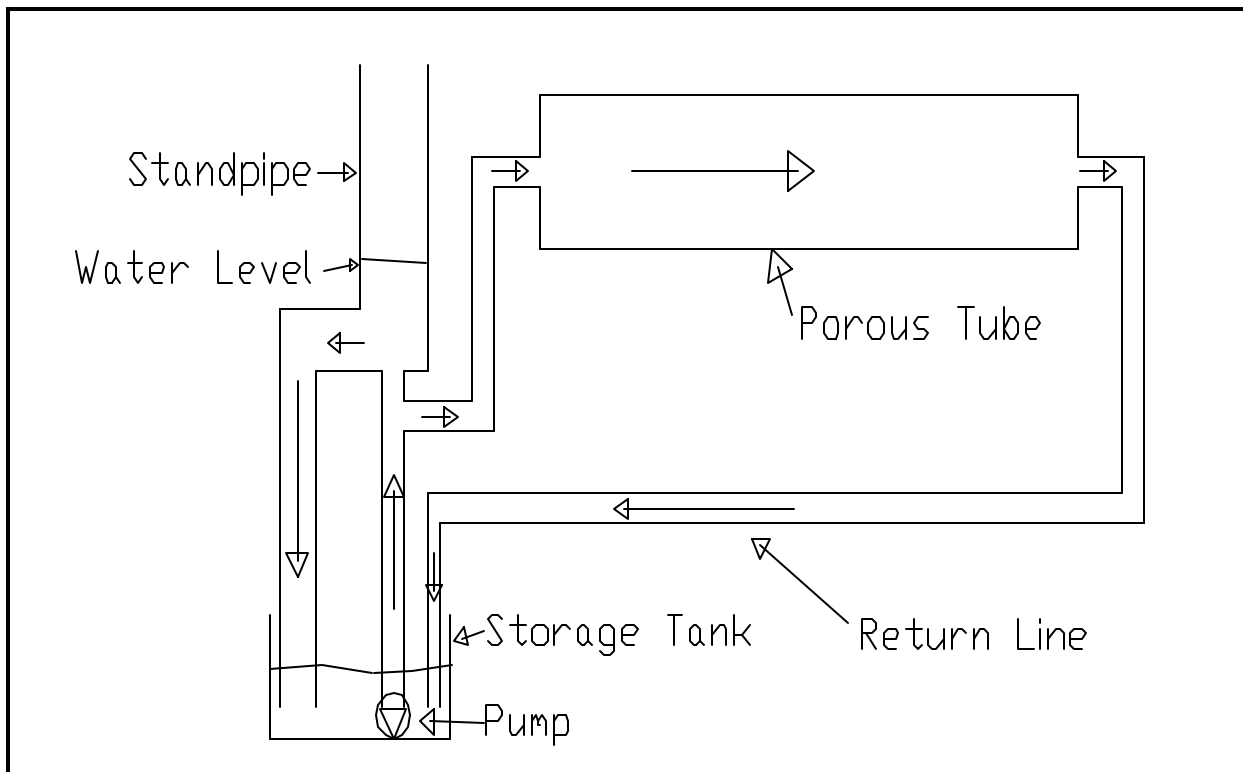 Standpipe
Water Level
Porous Tube
Storage Tank
Return Line
Pump